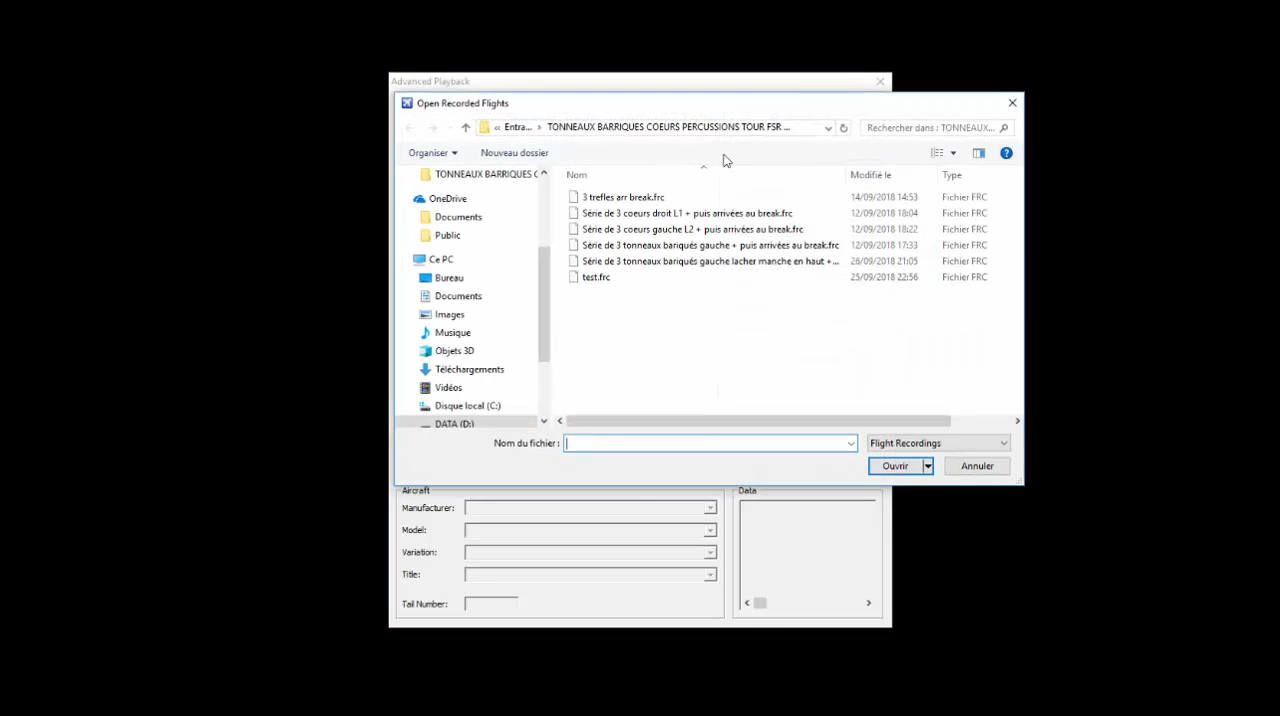 Advanced Playback
Open Recorded Flights
« Entra... › TONNEAUX BARRIQUES COEURS PERCUSSIONS TOUR FSR ...
Rechercher dans : TONNEAUX...
Organiser
Nouveau dossier
Nom
Modifié le
Type
TONNEAUX BARRIQUES C
OneDrive
Documents
Public
Ce PC
Bureau
Documents
Images
Musique
Objets 3D
Téléchargements
Vidéos
Disque local (C:)
DATA (D:)
3 trefles arr break.frc 14/09/2018 14:53 Fichier FRC
Série de 3 coeurs droit L1 + puis arrivées au break.frc 12/09/2018 18:04 Fichier FRC
Série de 3 coeurs gauche L2 + puis arrivées au break.frc 12/09/2018 18:22 Fichier FRC
Série de 3 tonneaux bariqués gauche + puis arrivées au break.frc 12/09/2018 17:33 Fichier FRC
Série de 3 tonneaux bariqués gauche lacher manche en haut +... 26/09/2018 21:05 Fichier FRC
test.frc 25/09/2018 22:56 Fichier FRC
Nom du fichier :
Flight Recordings
Ouvrir
Annuler
Aircraft
Manufacturer:
Model:
Variation:
Title:
Tail Number:
Data